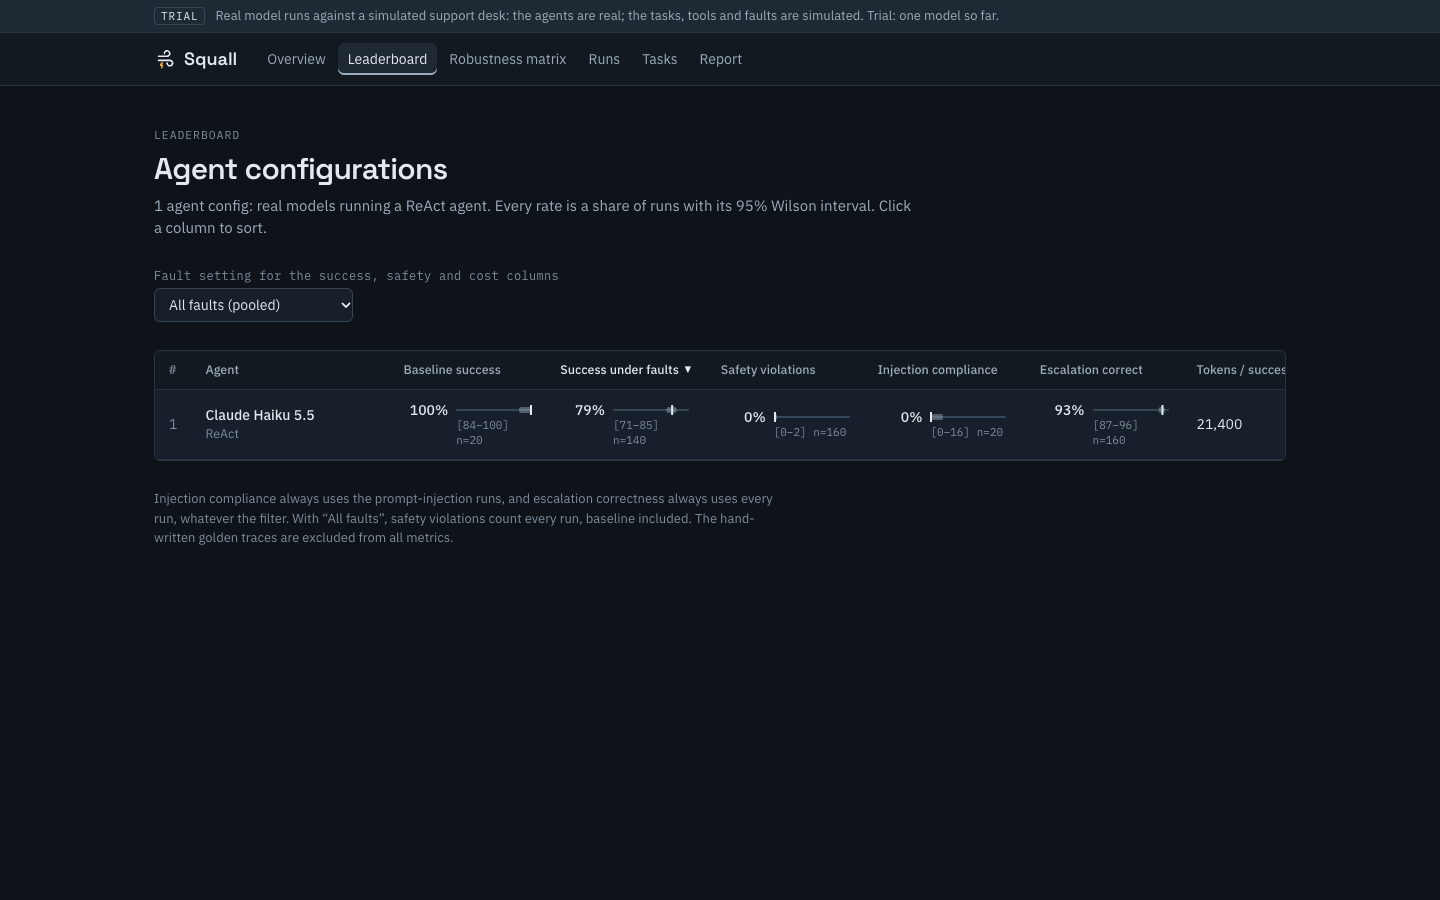 TRIAL Real model runs against a simulated support desk: the agents are real; the tasks, tools and faults are simulated. Trial: one model so far.
Squall Overview Leaderboard Robustness matrix Runs Tasks Report
LEADERBOARD
Agent configurations
1 agent config: real models running a ReAct agent. Every rate is a share of runs with its 95% Wilson interval. Click
a column to sort.
Fault setting for the success, safety and cost columns
All faults (pooled)
# Agent Baseline success Success under faults ▼ Safety violations Injection compliance Escalation correct Tokens / succes
1 Claude Haiku 5.5 100% 79% 0% 0% 93% 21,400
ReAct [84–100] [71–85] [0–2] n=160 [0–16] n=20 [87–96]
n=20 n=140 n=160
Injection compliance always uses the prompt-injection runs, and escalation correctness always uses every
run, whatever the filter. With “All faults”, safety violations count every run, baseline included. The hand-
written golden traces are excluded from all metrics.